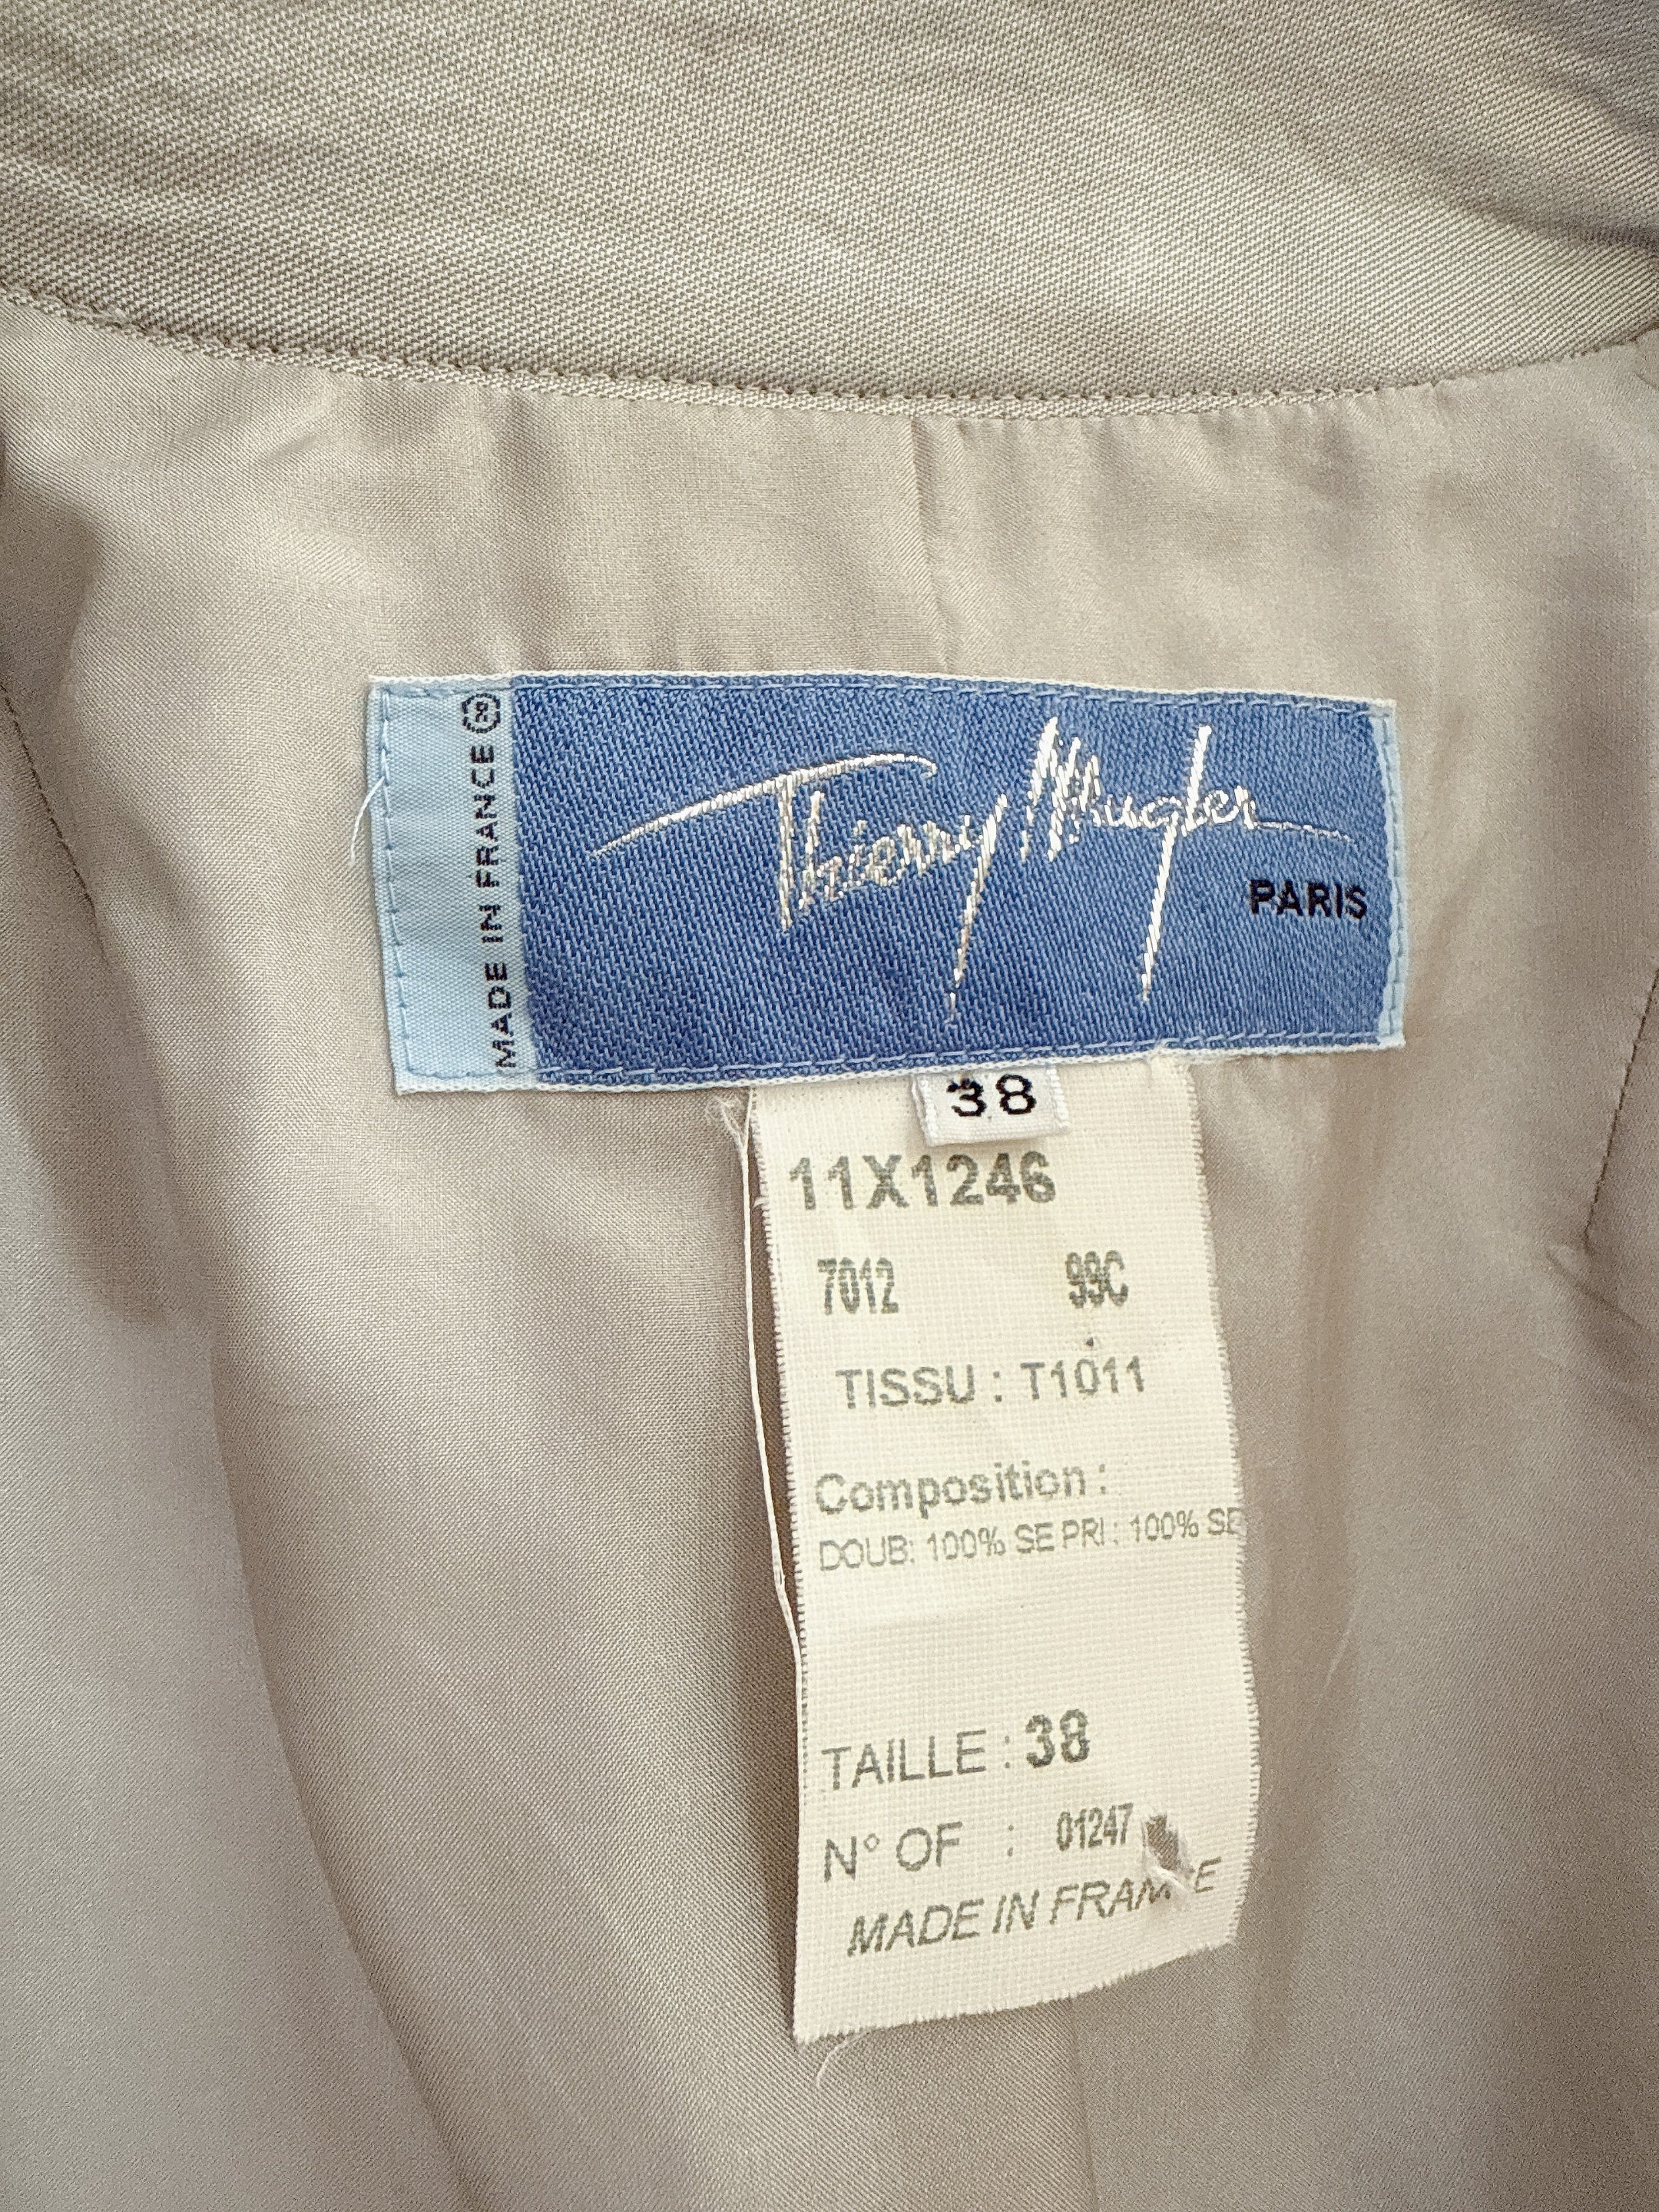 MADE IN FRANCE
Thierry Mugler
PARIS
38
11X1246
7012 99C
TISSU : T1011
Composition :
DOUB: 100% SE PRI : 100% SE
TAILLE : 38
N° OF : 01247
MADE IN FRANCE